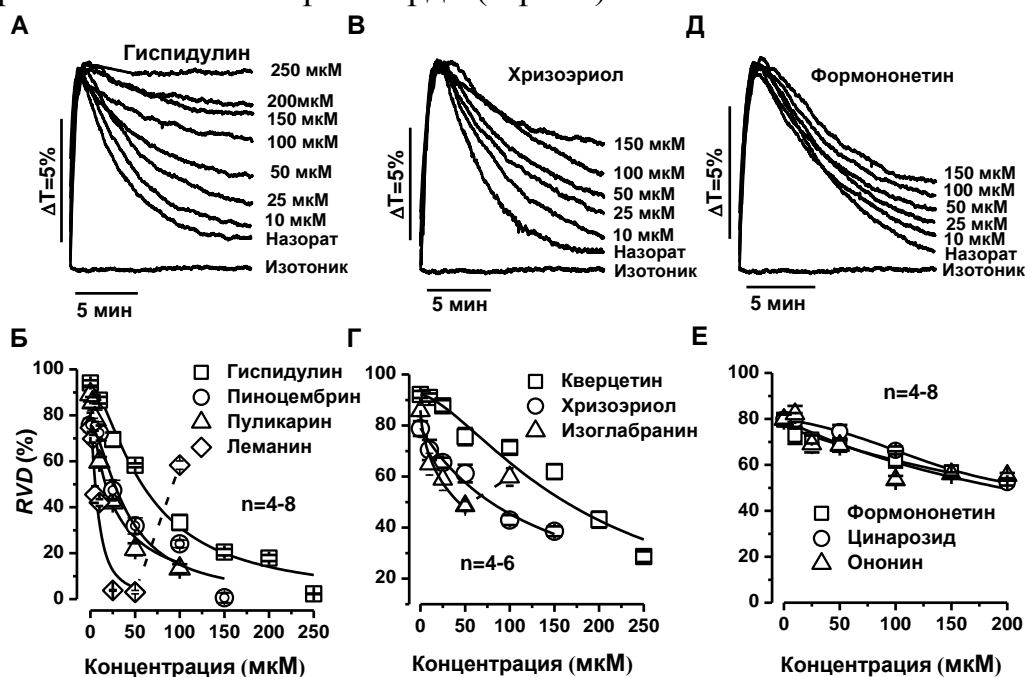 А
Гиспидулин
250 мкМ
200мкМ
150 мкМ
100 мкМ
50 мкМ
25 мкМ
10 мкМ
Назорат
Изотоник
ΔT=5%
5 мин
В
Хризоэриол
150 мкМ
100 мкМ
50 мкМ
25 мкМ
10 мкМ
Назорат
Изотоник
ΔT=5%
5 мин
Д
Формононетин
150 мкМ
100 мкМ
50 мкМ
25 мкМ
10 мкМ
Назорат
Изотоник
ΔT=5%
5 мин
Б
Гиспидулин
Пиноцембрин
Пуликарин
Леманин
n=4-8
RVD (%)
100
80
60
40
20
0
0 50 100 150 200 250
Концентрация (мкМ)
Г
Кверцетин
Хризоэриол
Изоглабранин
n=4-6
100
80
60
40
20
0 50 100 150 200 250
Концентрация (мкМ)
Е
n=4-8
Формононетин
Цинарозид
Ононин
100
80
60
40
20
0
0 50 100 150 200
Концентрация (мкМ)